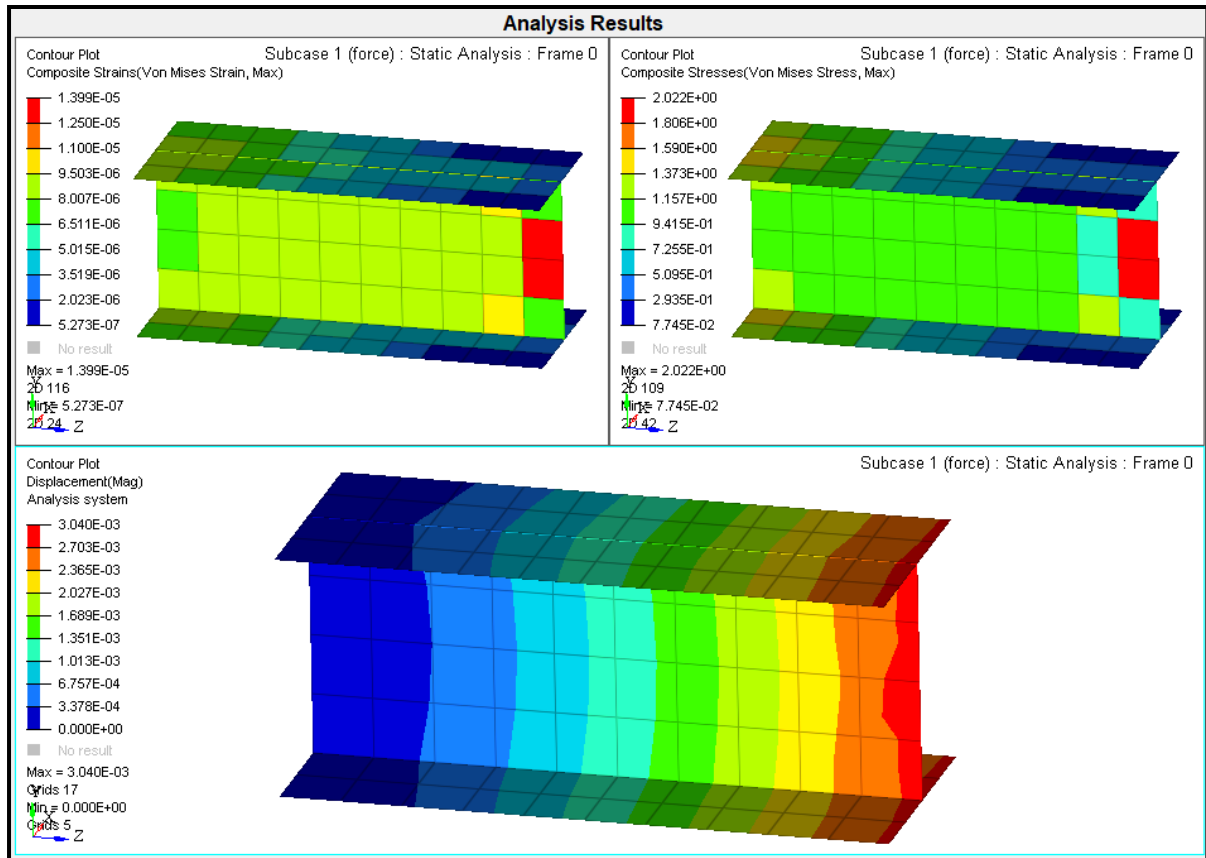 Analysis Results
Contour Plot
Composite Strains(Von Mises Strain, Max)
Subcase 1 (force) : Static Analysis : Frame 0
1.399E-05
1.250E-05
1.100E-05
9.503E-06
8.007E-06
6.511E-06
5.015E-06
3.519E-06
2.023E-06
5.273E-07
No result
Max = 1.399E-05
2D 116
Min = 5.273E-07
2D 24
Y
X
Z
Contour Plot
Composite Stresses(Von Mises Stress, Max)
Subcase 1 (force) : Static Analysis : Frame 0
2.022E+00
1.806E+00
1.590E+00
1.373E+00
1.157E+00
9.415E-01
7.255E-01
5.095E-01
2.935E-01
7.745E-02
No result
Max = 2.022E+00
2D 109
Min = 7.745E-02
2D 42
Y
X
Z
Contour Plot
Displacement(Mag)
Analysis system
Subcase 1 (force) : Static Analysis : Frame 0
3.040E-03
2.703E-03
2.365E-03
2.027E-03
1.689E-03
1.351E-03
1.013E-03
6.757E-04
3.378E-04
0.000E+00
No result
Max = 3.040E-03
Grids 17
Min = 0.000E+00
Grids 5
Y
X
Z